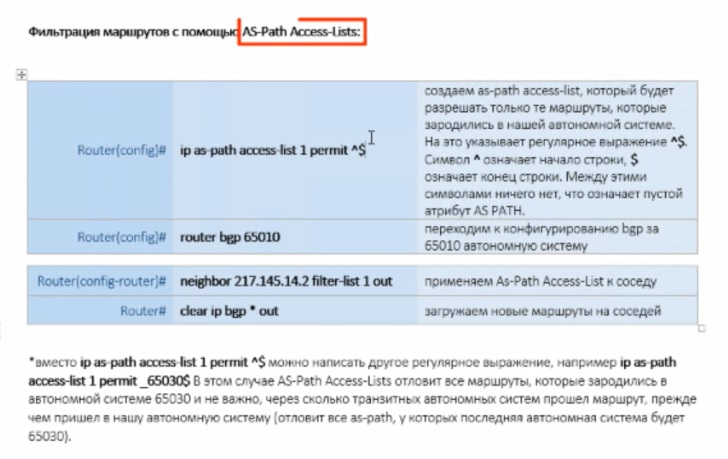 Фильтрация маршрутов с помощью AS-Path Access-Lists:
Router(config)# ip as-path access-list 1 permit ^$
создаем as-path access-list, который будет
разрешать только те маршруты, которые
зародились в нашей автономной системе.
На это указывает регулярное выражение ^$.
Символ ^ означает начало строки, $
означает конец строки. Между этими
символами ничего нет, что означает пустой
атрибут AS PATH.
Router(config)# router bgp 65010
переходим к конфигурированию bgp за
65010 автономную систему
Router(config-router)# neighbor 217.145.14.2 filter-list 1 out применяем As-Path Access-List к соседу
Router# clear ip bgp * out загружаем новые маршруты на соседей
*вместо ip as-path access-list 1 permit ^$ можно написать другое регулярное выражение, например ip as-path
access-list 1 permit _65030$ В этом случае AS-Path Access-Lists отловит все маршруты, которые зародились в
автономной системе 65030 и не важно, через сколько транзитных автономных систем прошел маршрут, прежде
чем пришел в нашу автономную систему (отловит все as-path, у которых последняя автономная система будет
65030).